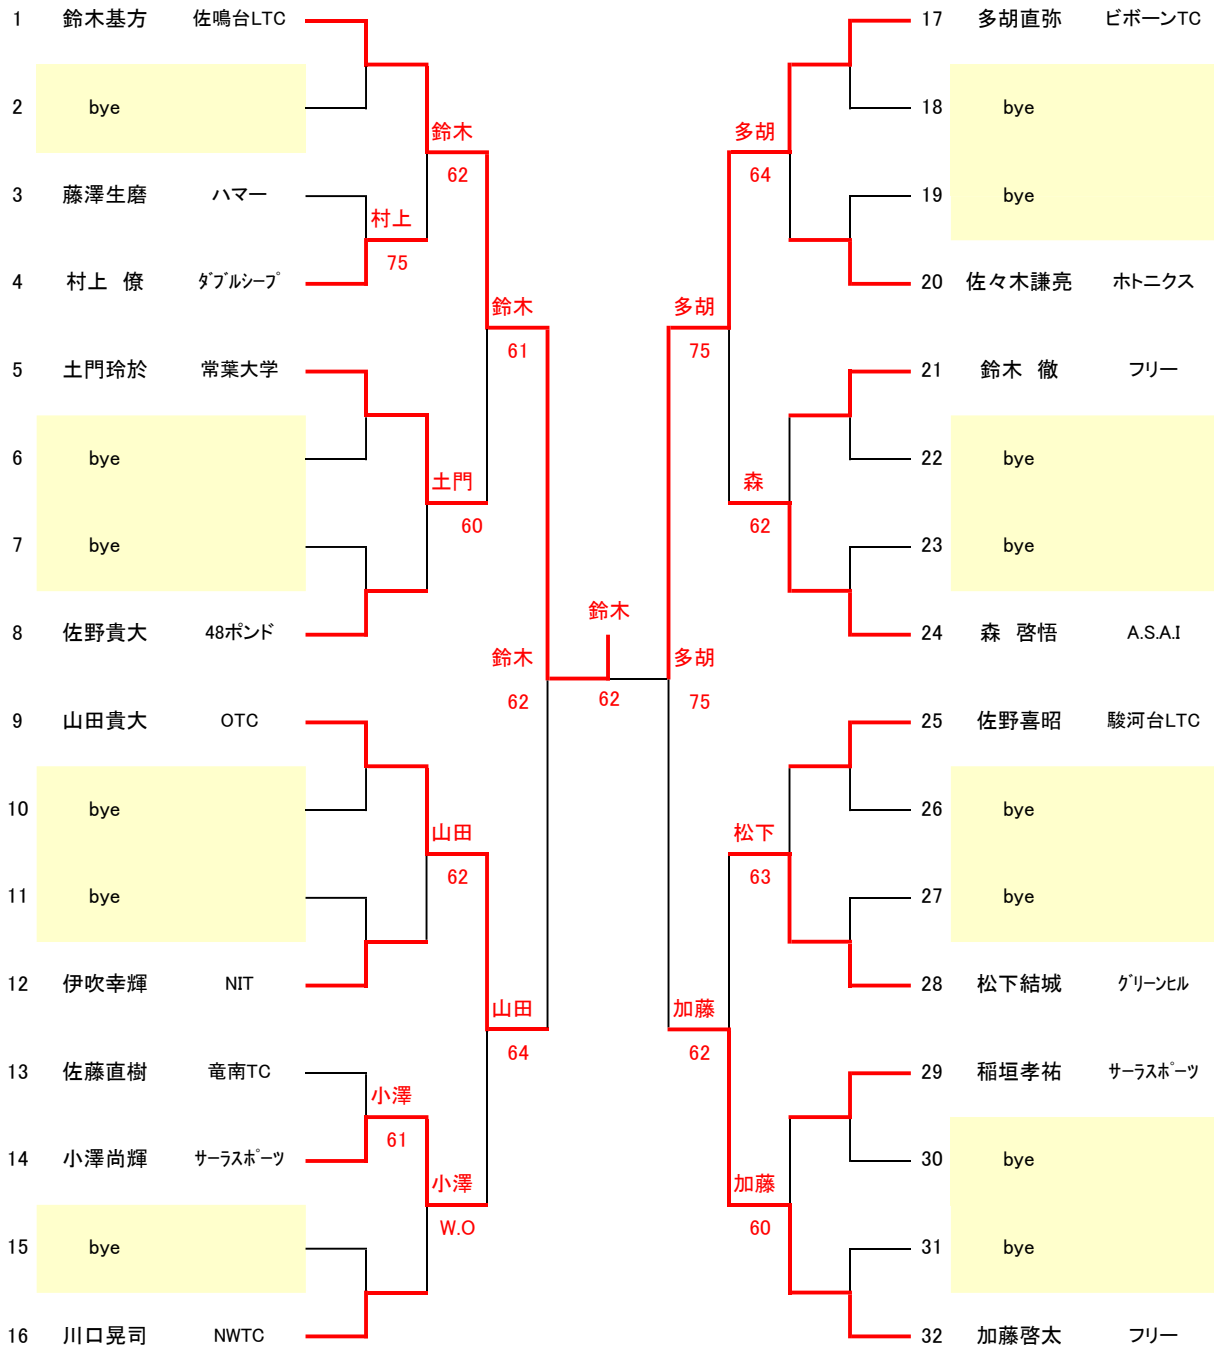 1 鈴木基方 佐鳴台LTC
2 bye
鈴木
62
3 藤澤生磨 ハマー
村上
75
4 村上 僚 ダブルシープ
鈴木
61
5 土門玲於 常葉大学
6 bye
土門
60
7 bye
8 佐野貴大 48ポンド
鈴木
62
9 山田貴大 OTC
10 bye
山田
62
11 bye
12 伊吹幸輝 NIT
山田
64
13 佐藤直樹 竜南TC
小澤
61
14 小澤尚輝 サーラスポーツ
小澤
W.O
15 bye
16 川口晃司 NWTC
鈴木
62
17 多胡直弥 ビボーンTC
18 bye
多胡
64
19 bye
20 佐々木謙亮 ホトニクス
多胡
75
21 鈴木 徹 フリー
22 bye
森
62
23 bye
24 森 啓悟 A.S.A.I
多胡
75
25 佐野喜昭 駿河台LTC
26 bye
松下
63
27 bye
28 松下結城 グリーンヒル
加藤
62
29 稲垣孝祐 サーラスポーツ
30 bye
加藤
60
31 bye
32 加藤啓太 フリー